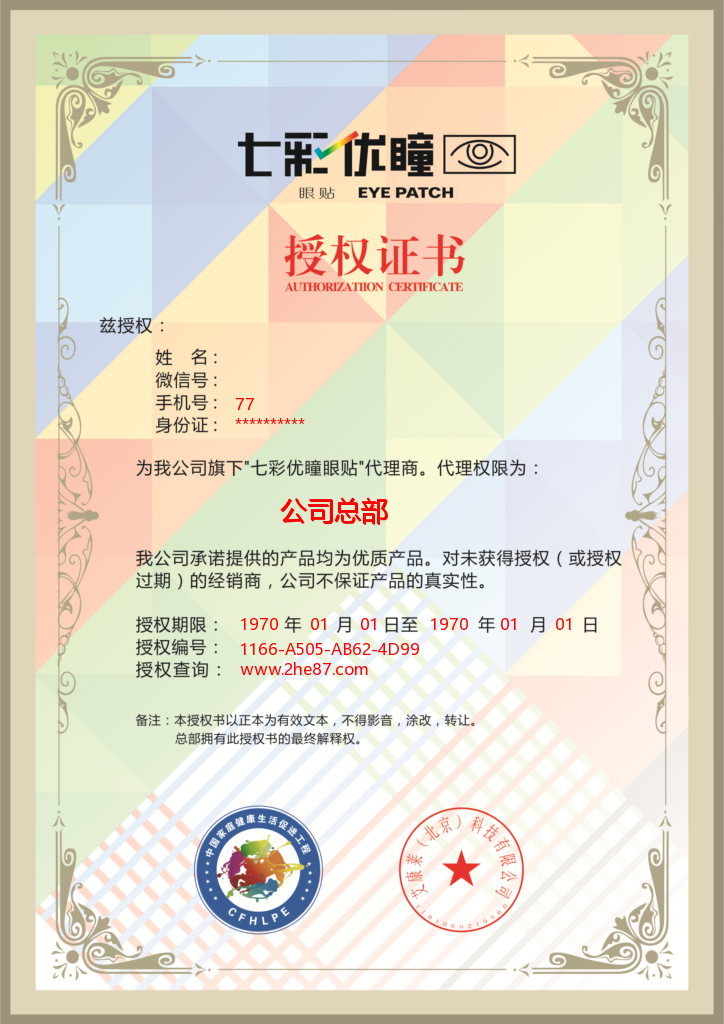 七彩优瞳
眼贴 EYE PATCH
授权证书
AUTHORIZATIION CERTIFICATE
兹授权：
姓 名：
微信号：
手机号： 77
身份证： **********
为我公司旗下"七彩优瞳眼贴"代理商。代理权限为：
公司总部
我公司承诺提供的产品均为优质产品。对未获得授权（或授权
过期）的经销商，公司不保证产品的真实性。
授权期限： 1970 年 01 月 01 日至 1970 年 01 月 01 日
授权编号： 1166-A505-AB62-4D99
授权查询： www.2he87.com
备注：本授权书以正本为有效文本，不得影音，涂改，转让。
总部拥有此授权书的最终解释权。
中国家庭健康生活促进工程
CFHLPE
艾康莱（北京）科技有限公司